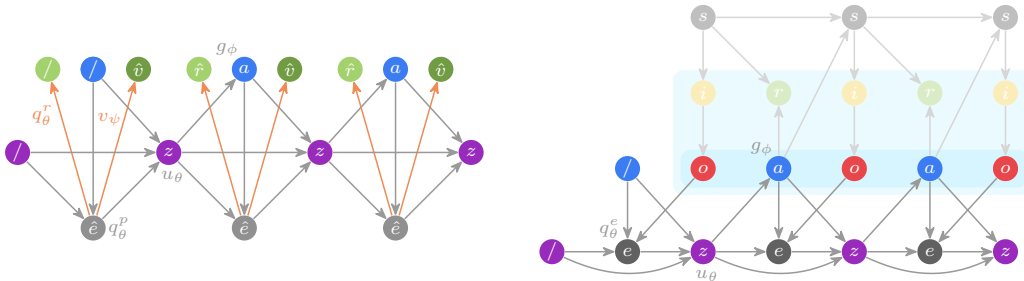 s s s
g_ϕ
/ / v̂ r̂ a v̂ r̂ a v̂
i r i r i
q_θ^r v_ψ
g_ϕ
/ z z z
/ o a o a o
u_θ
ê q_θ^p ê ê
q_θ^e
/ e z e z e z
u_θ